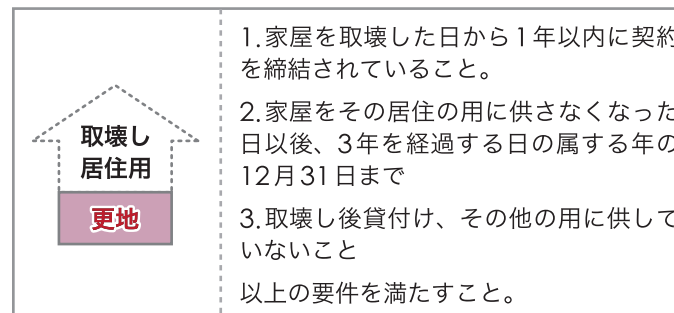 取壊し
居住用
更地
1.家屋を取壊した日から1年以内に契約
を締結されていること。
2.家屋をその居住の用に供さなくなった
日以後、3年を経過する日の属する年の
12月31日まで
3.取壊し後貸付け、その他の用に供して
いないこと
以上の要件を満たすこと。